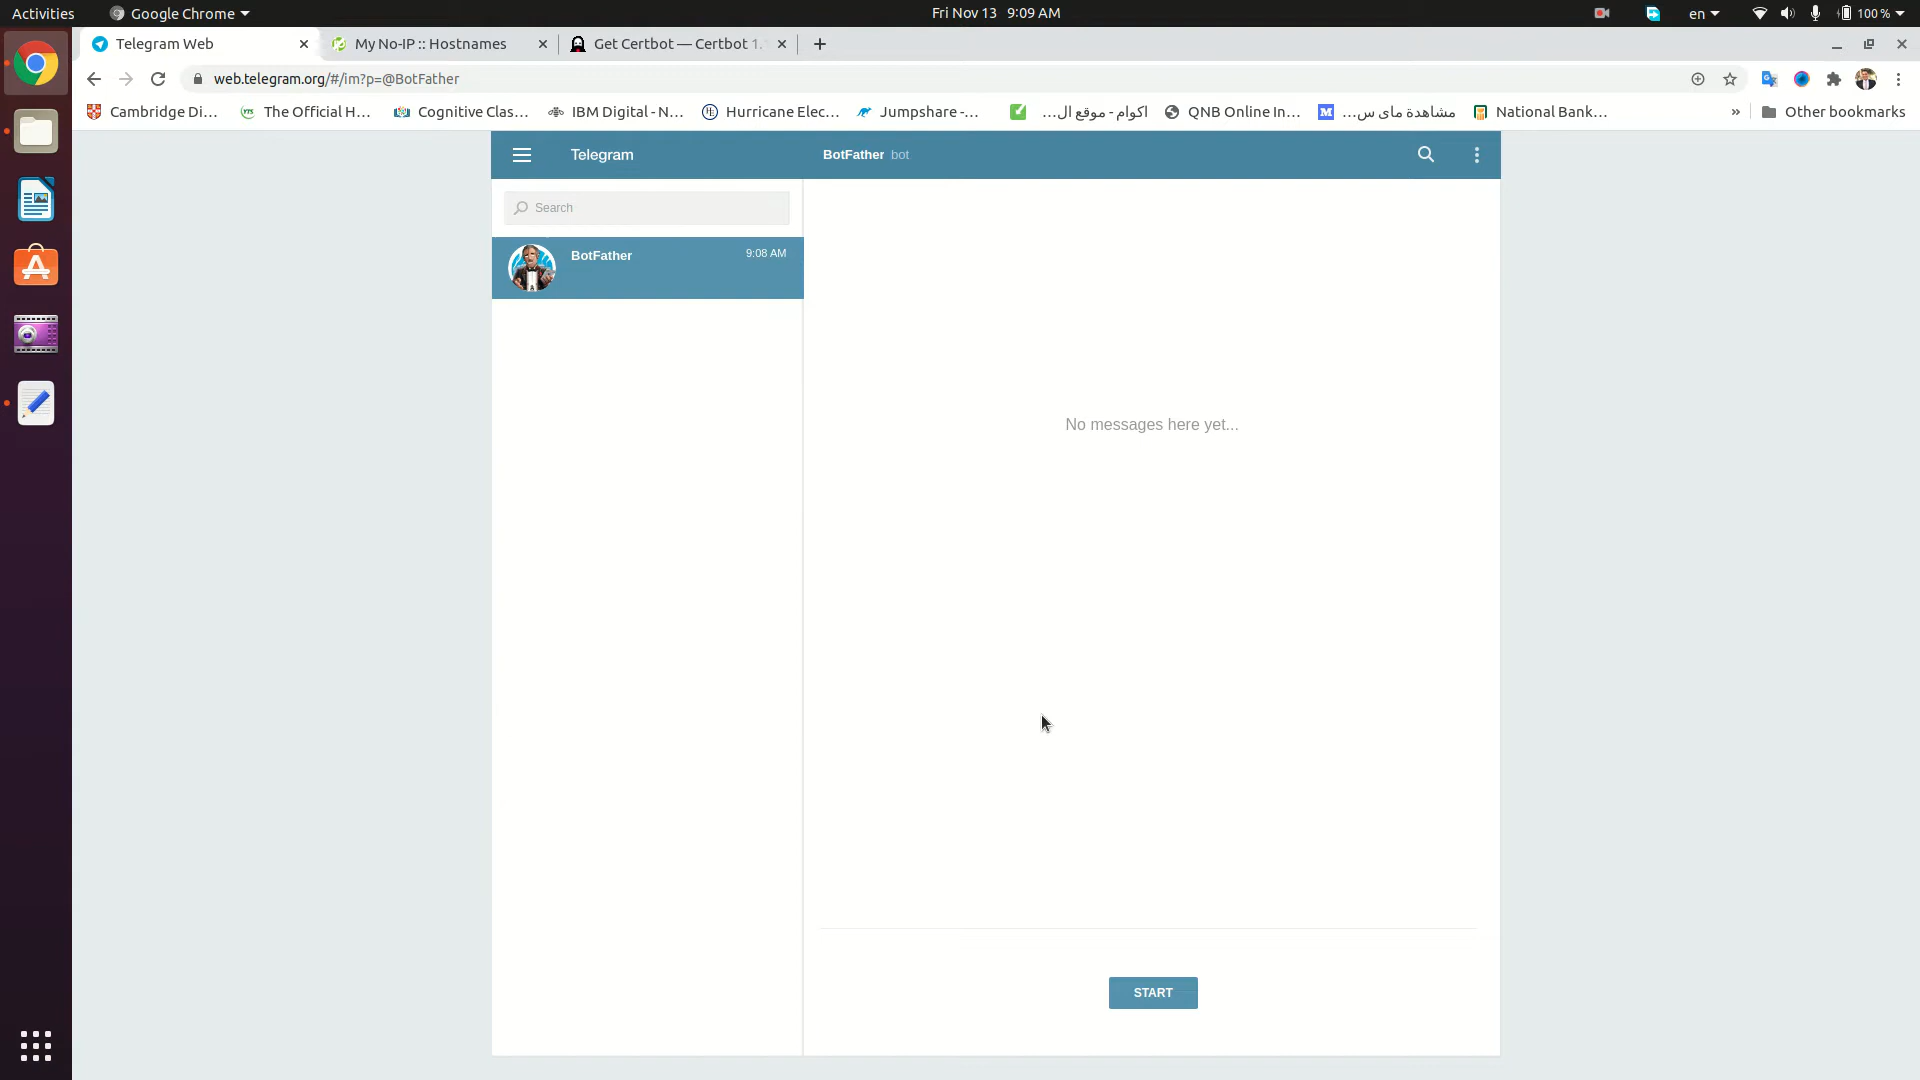 Activities
Google Chrome
Fri Nov 13 9:09 AM
en
100 %
Telegram Web
My No-IP :: Hostnames
Get Certbot — Certbot 1.
web.telegram.org/#/im?p=@BotFather
Cambridge Di...
The Official H...
Cognitive Clas...
IBM Digital - N...
Hurricane Elec...
Jumpshare -...
اكوام - موقع ال...
QNB Online In...
مشاهدة ماى س...
National Bank...
»
Other bookmarks
Telegram
BotFather bot
Search
BotFather
9:08 AM
No messages here yet...
START